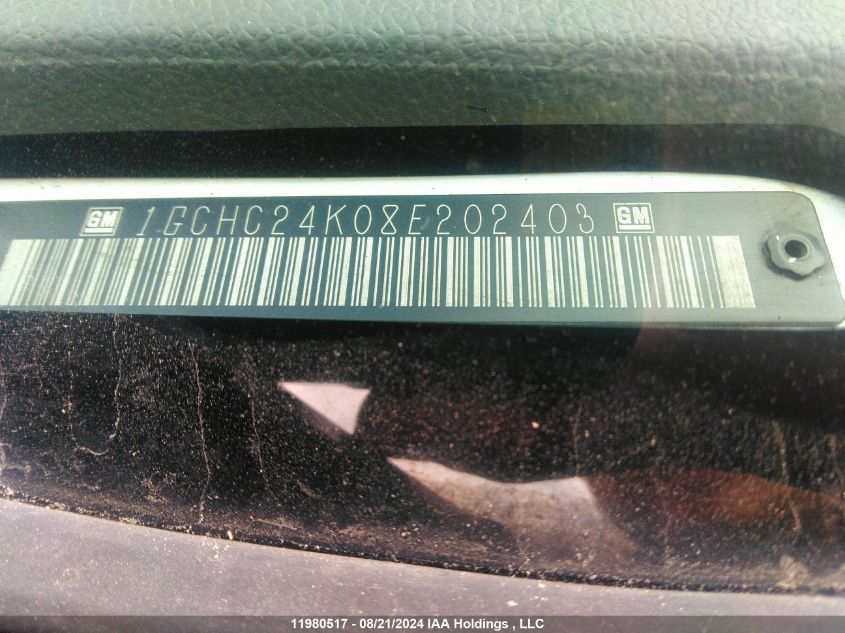 GM 1GCHC24K08E202403 GM
11980517 - 08/21/2024 IAA Holdings , LLC